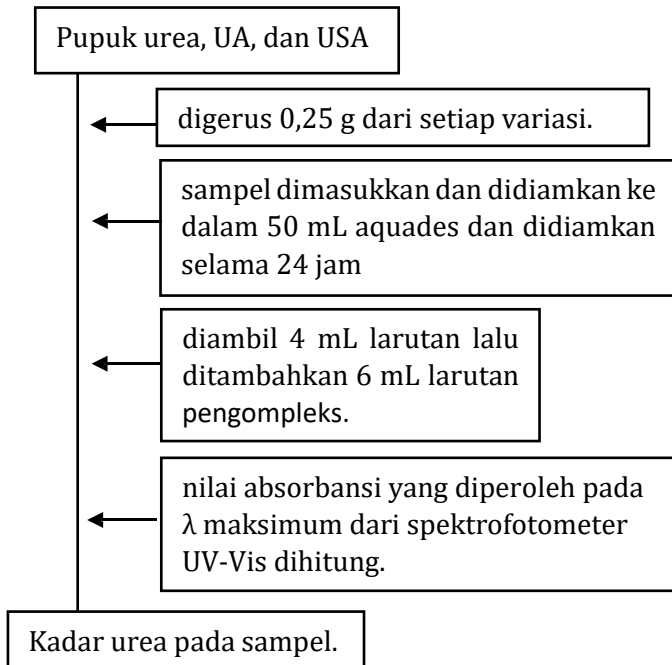 Pupuk urea, UA, dan USA
digerus 0,25 g dari setiap variasi.
sampel dimasukkan dan didiamkan ke
dalam 50 mL aquades dan didiamkan
selama 24 jam
diambil 4 mL larutan lalu
ditambahkan 6 mL larutan
pengompleks.
nilai absorbansi yang diperoleh pada
λ maksimum dari spektrofotometer
UV-Vis dihitung.
Kadar urea pada sampel.